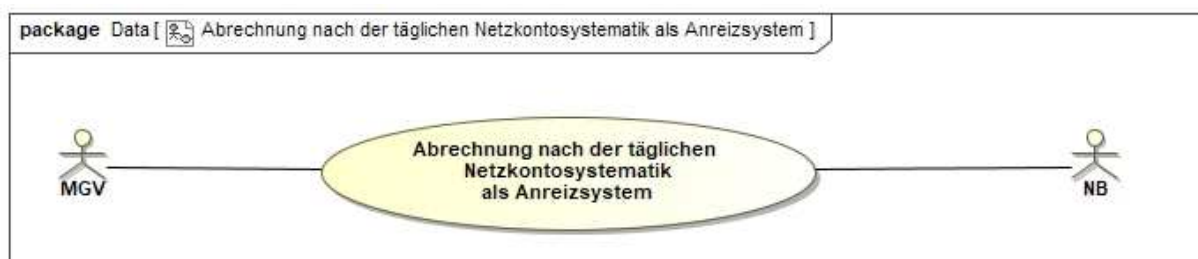 package Data [ Abrechnung nach der täglichen Netzkontosystematik als Anreizsystem ]
Abrechnung nach der täglichen
Netzkontosystematik
als Anreizsystem
MGV
NB